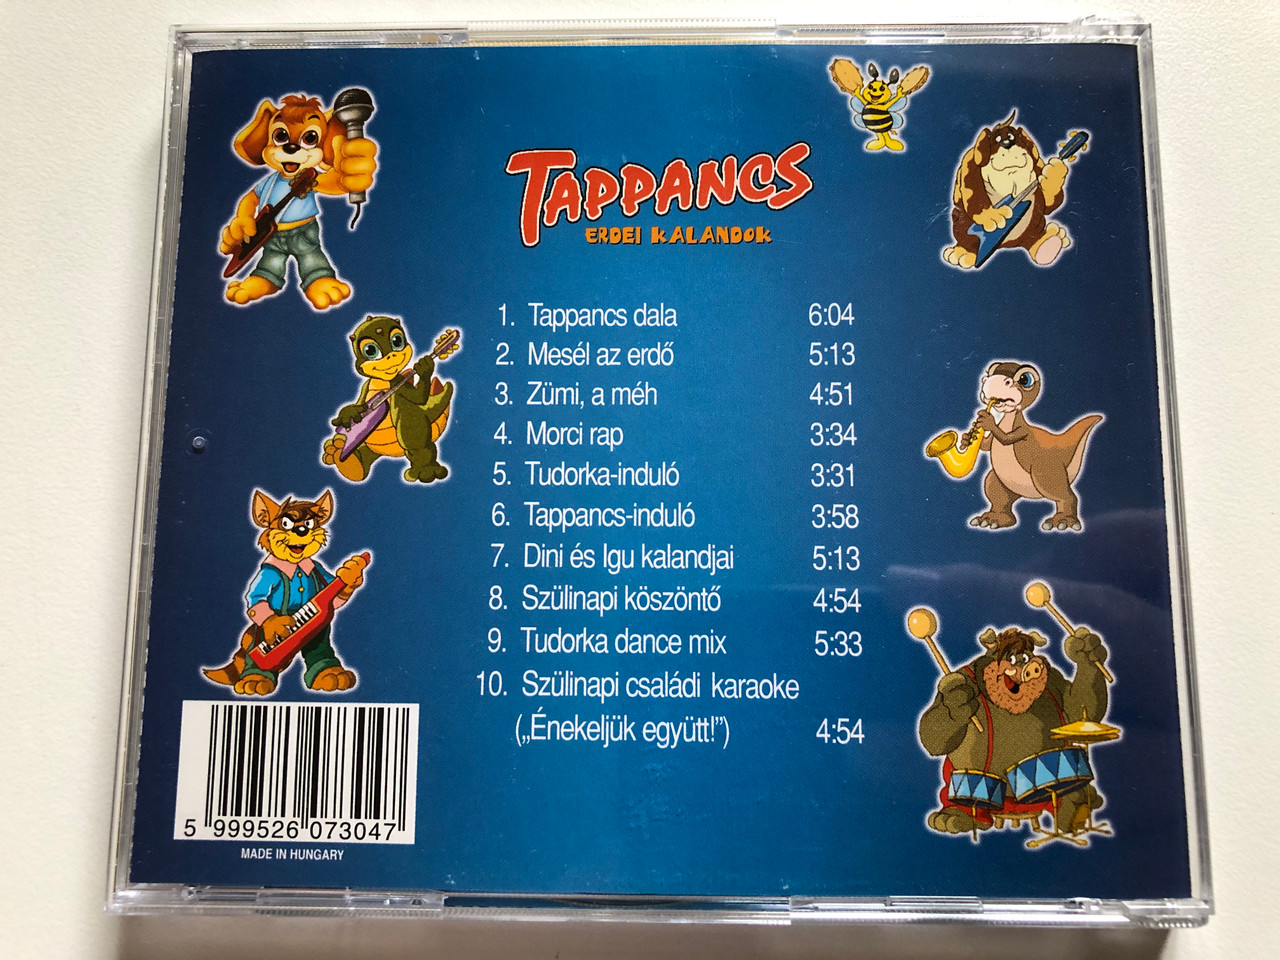 TAPPANCS
ERDEI KALANDOK
1. Tappancs dala 6:04
2. Mesél az erdő 5:13
3. Zümi, a méh 4:51
4. Morci rap 3:34
5. Tudorka-induló 3:31
6. Tappancs-induló 3:58
7. Dini és Igu kalandjai 5:13
8. Szülinapi köszöntő 4:54
9. Tudorka dance mix 5:33
10. Szülinapi családi karaoke
(„Énekeljük együtt!”) 4:54
5 999526 073047
MADE IN HUNGARY